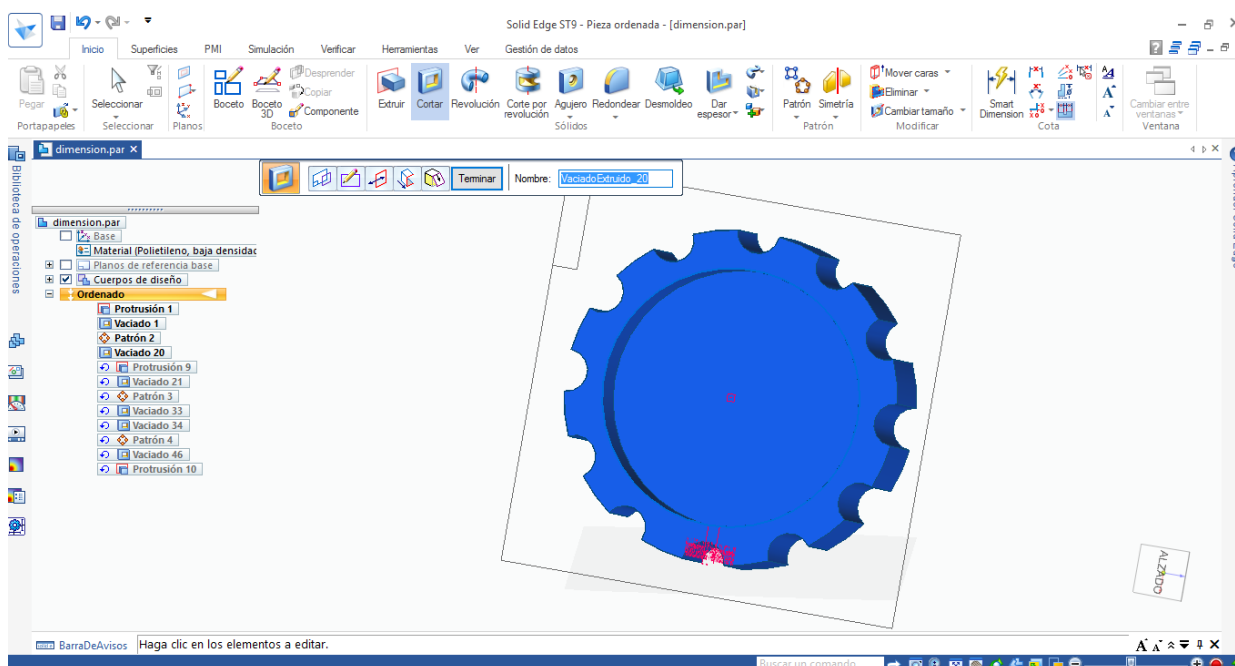 Solid Edge ST9 - Pieza ordenada - [dimension.par]
Inicio Superficies PMI Simulación Verificar Herramientas Ver Gestión de datos
Pegar
Portapapeles
Seleccionar
Seleccionar
Planos
Boceto
Boceto 3D
Desprender
Copiar
Componente
Boceto
Extruir
Cortar
Revolución
Corte por revolución
Agujero
Redondear
Desmoldeo
Dar espesor
Sólidos
Patrón
Simetría
Patrón
Mover caras
Eliminar
Cambiar tamaño
Modificar
Smart Dimension
Cota
Cambiar entre ventanas
Ventana
dimension.par
Biblioteca de operaciones
Terminar
Nombre: VaciadoExtruido_20
dimension.par
Base
Material (Polietileno, baja densidad
Planos de referencia base
Cuerpos de diseño
Ordenado
Protrusión 1
Vaciado 1
Patrón 2
Vaciado 20
Protrusión 9
Vaciado 21
Patrón 3
Vaciado 33
Vaciado 34
Patrón 4
Vaciado 46
Protrusión 10
ALZADO
BarraDeAvisos Haga clic en los elementos a editar.
Buscar un comando